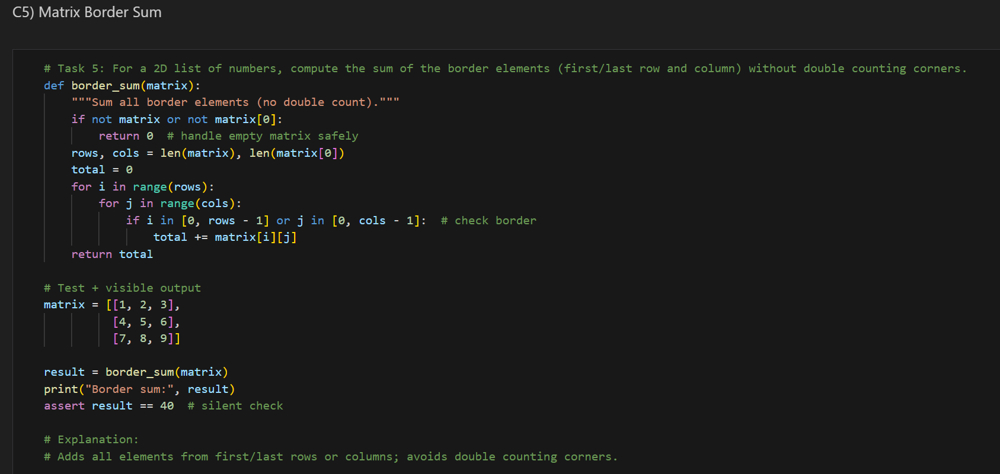 C5) Matrix Border Sum
# Task 5: For a 2D list of numbers, compute the sum of the border elements (first/last row and column) without double counting corners.
def border_sum(matrix):
    """Sum all border elements (no double count)."""
    if not matrix or not matrix[0]:
        return 0  # handle empty matrix safely
    rows, cols = len(matrix), len(matrix[0])
    total = 0
    for i in range(rows):
        for j in range(cols):
            if i in [0, rows - 1] or j in [0, cols - 1]:  # check border
                total += matrix[i][j]
    return total
# Test + visible output
matrix = [[1, 2, 3],
          [4, 5, 6],
          [7, 8, 9]]
result = border_sum(matrix)
print("Border sum:", result)
assert result == 40  # silent check
# Explanation:
# Adds all elements from first/last rows or columns; avoids double counting corners.